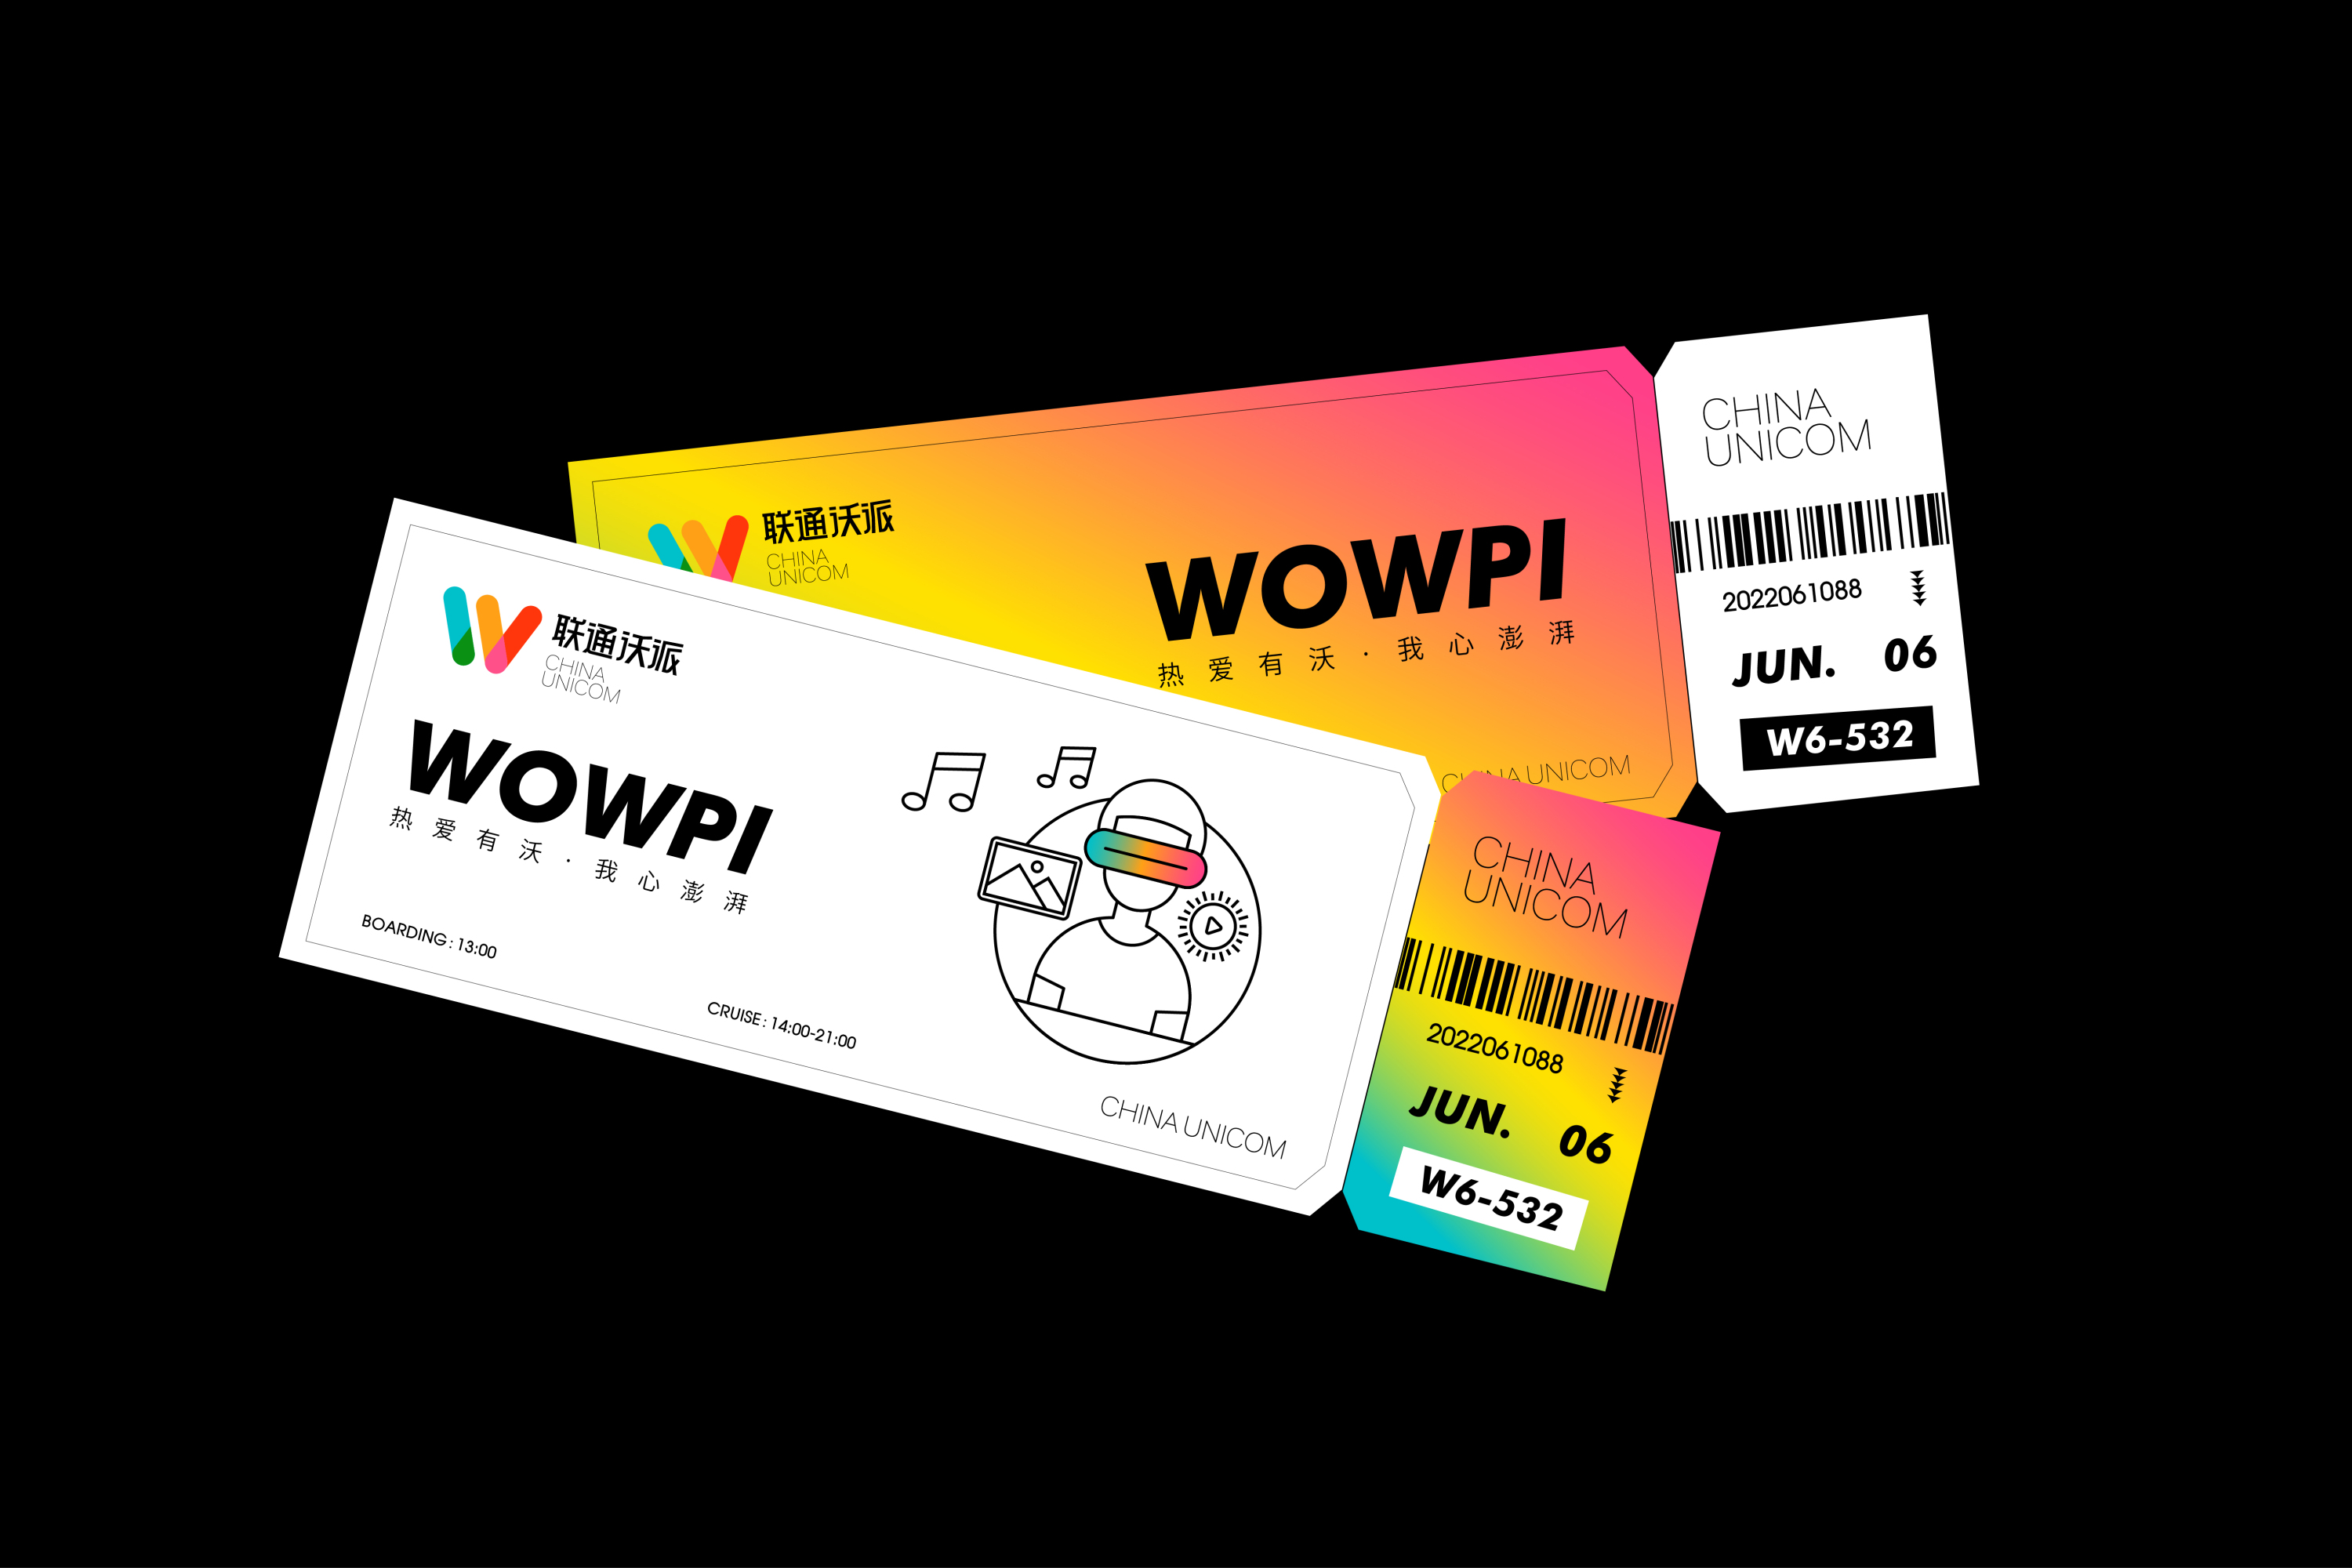 联通沃派
CHINA
UNICOM
WOWPI
热爱有沃·我心澎湃
CHINA UNICOM
CHINA
UNICOM
2022061088
JUN. 06
W6-532
联通沃派
CHINA
UNICOM
WOWPI
热爱有沃·我心澎湃
BOARDING : 13:00
CRUISE : 14:00-21:00
CHINA UNICOM
CHINA
UNICOM
2022061088
JUN. 06
W6-532